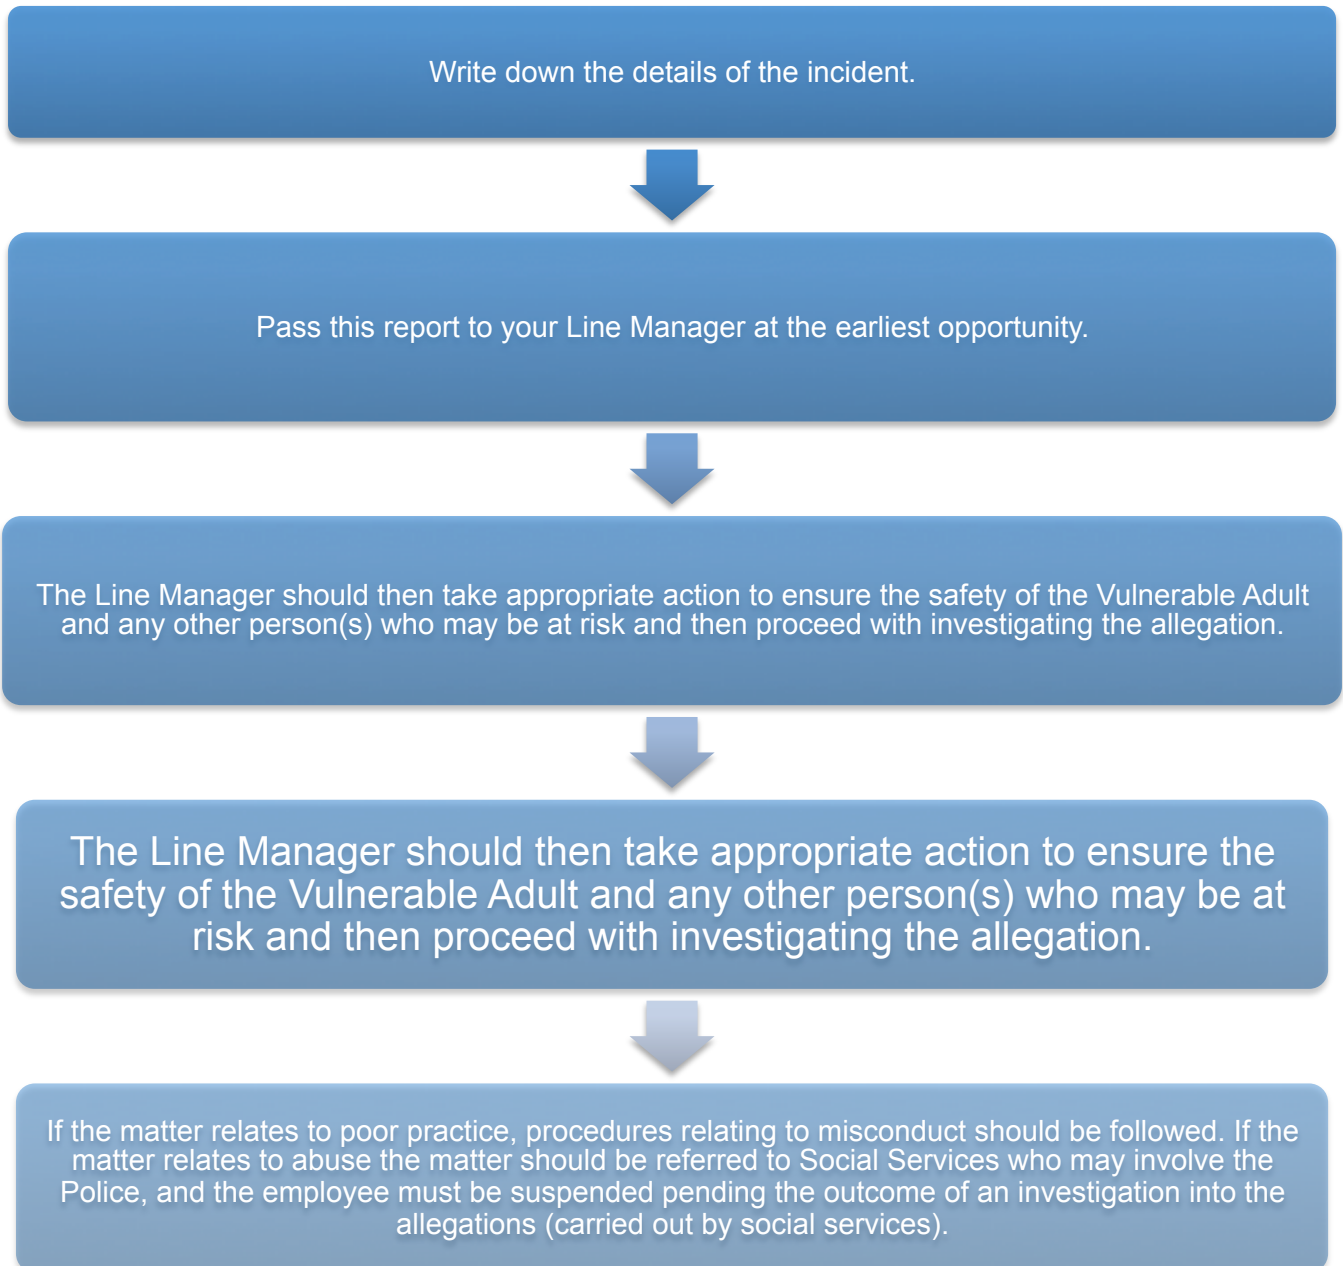 Write down the details of the incident.
Pass this report to your Line Manager at the earliest opportunity.
The Line Manager should then take appropriate action to ensure the safety of the Vulnerable Adult
and any other person(s) who may be at risk and then proceed with investigating the allegation.
The Line Manager should then take appropriate action to ensure the
safety of the Vulnerable Adult and any other person(s) who may be at
risk and then proceed with investigating the allegation.
If the matter relates to poor practice, procedures relating to misconduct should be followed. If the
matter relates to abuse the matter should be referred to Social Services who may involve the
Police, and the employee must be suspended pending the outcome of an investigation into the
allegations (carried out by social services).